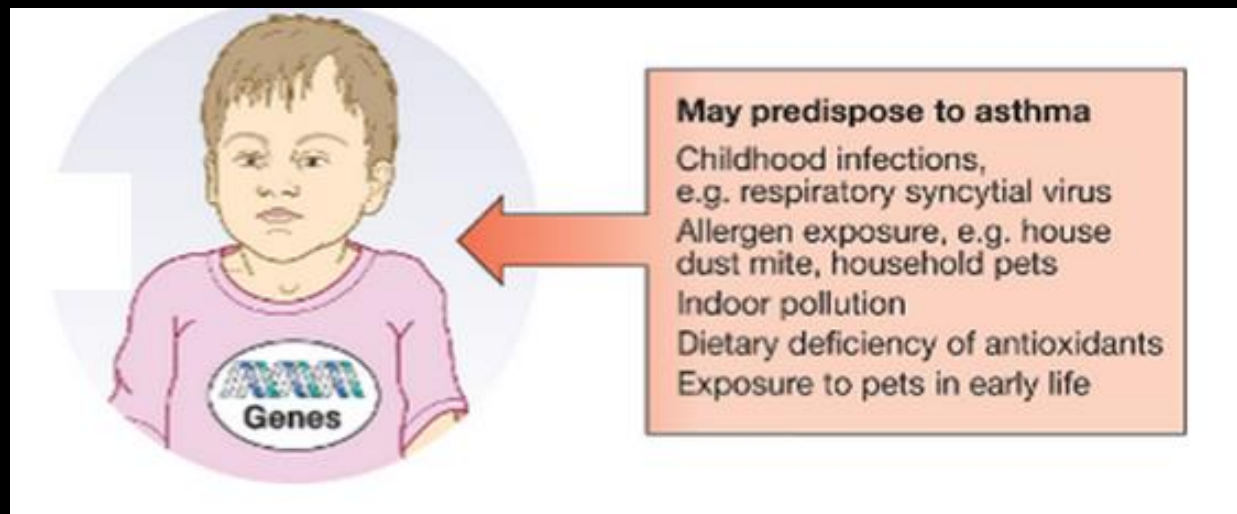 May predispose to asthma
Childhood infections,
e.g. respiratory syncytial virus
Allergen exposure, e.g. house
dust mite, household pets
Indoor pollution
Dietary deficiency of antioxidants
Exposure to pets in early life
Genes